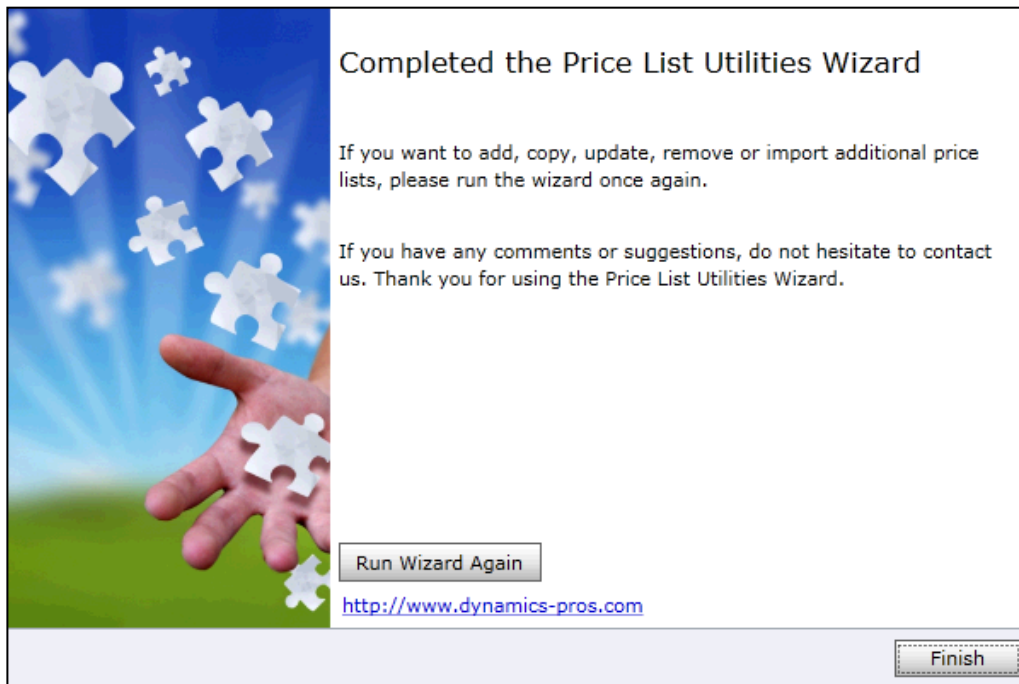 Completed the Price List Utilities Wizard
If you want to add, copy, update, remove or import additional price
lists, please run the wizard once again.
If you have any comments or suggestions, do not hesitate to contact
us. Thank you for using the Price List Utilities Wizard.
Run Wizard Again
http://www.dynamics-pros.com
Finish